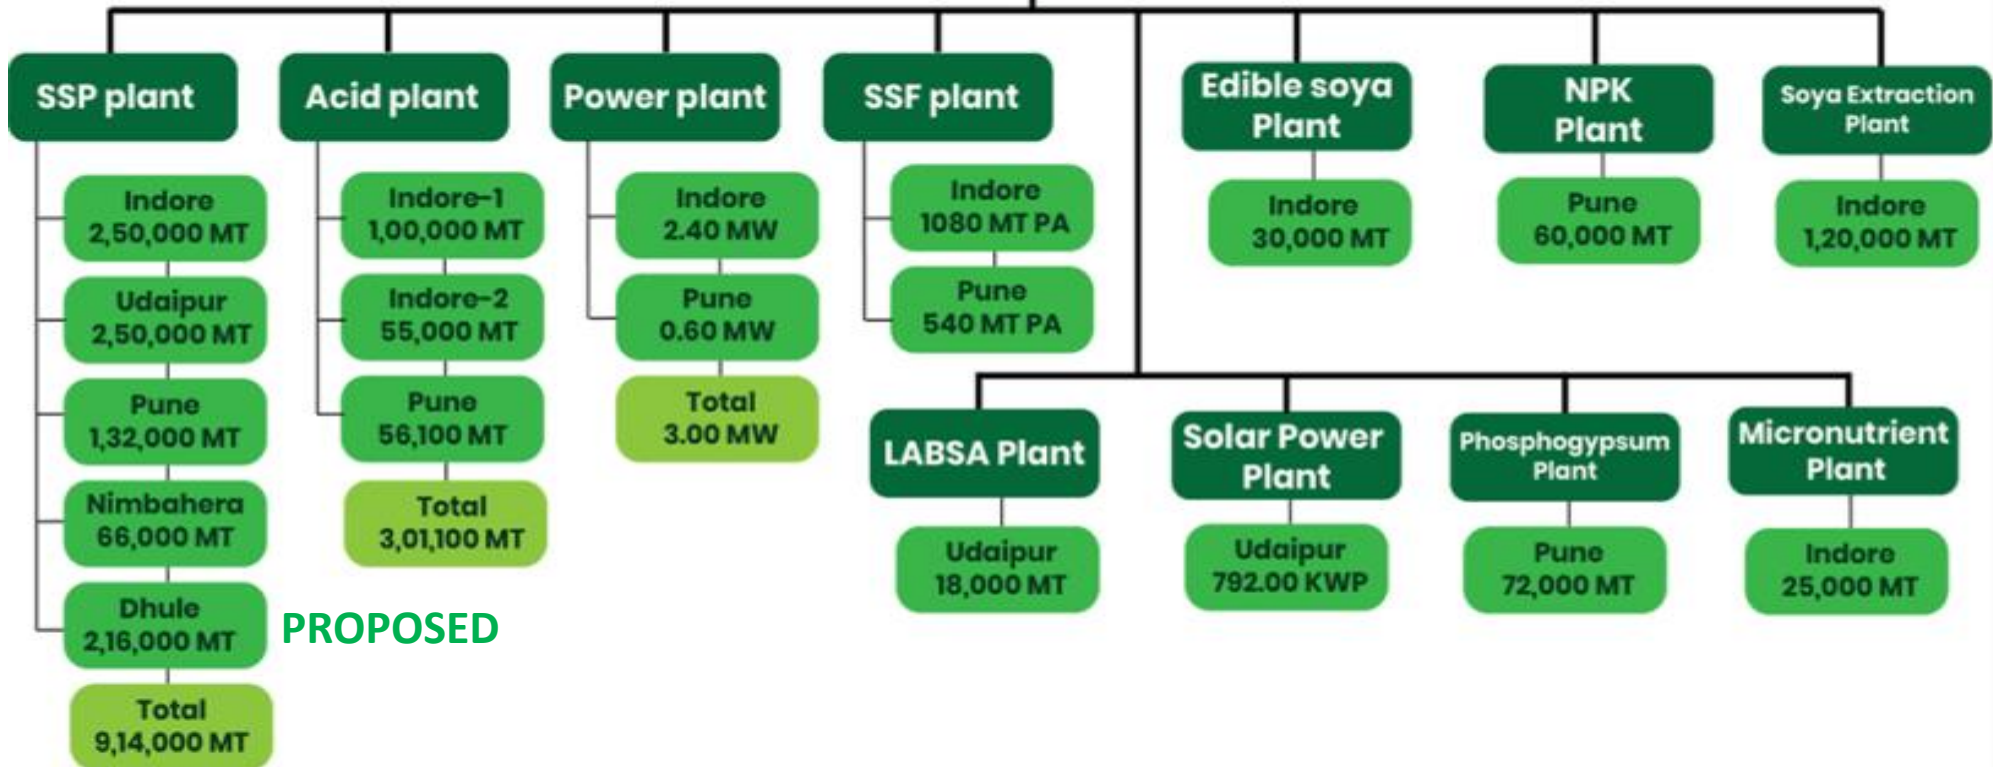 SSP plant
Indore
2,50,000 MT
Udaipur
2,50,000 MT
Pune
1,32,000 MT
Nimbahera
66,000 MT
Dhule
2,16,000 MT
PROPOSED
Total
9,14,000 MT
Acid plant
Indore-1
1,00,000 MT
Indore-2
55,000 MT
Pune
56,100 MT
Total
3,01,100 MT
Power plant
Indore
2.40 MW
Pune
0.60 MW
Total
3.00 MW
SSF plant
Indore
1080 MT PA
Pune
540 MT PA
Edible soya
Plant
Indore
30,000 MT
NPK
Plant
Pune
60,000 MT
Soya Extraction
Plant
Indore
1,20,000 MT
LABSA Plant
Udaipur
18,000 MT
Solar Power
Plant
Udaipur
792.00 KWP
Phosphogypsum
Plant
Pune
72,000 MT
Micronutrient
Plant
Indore
25,000 MT